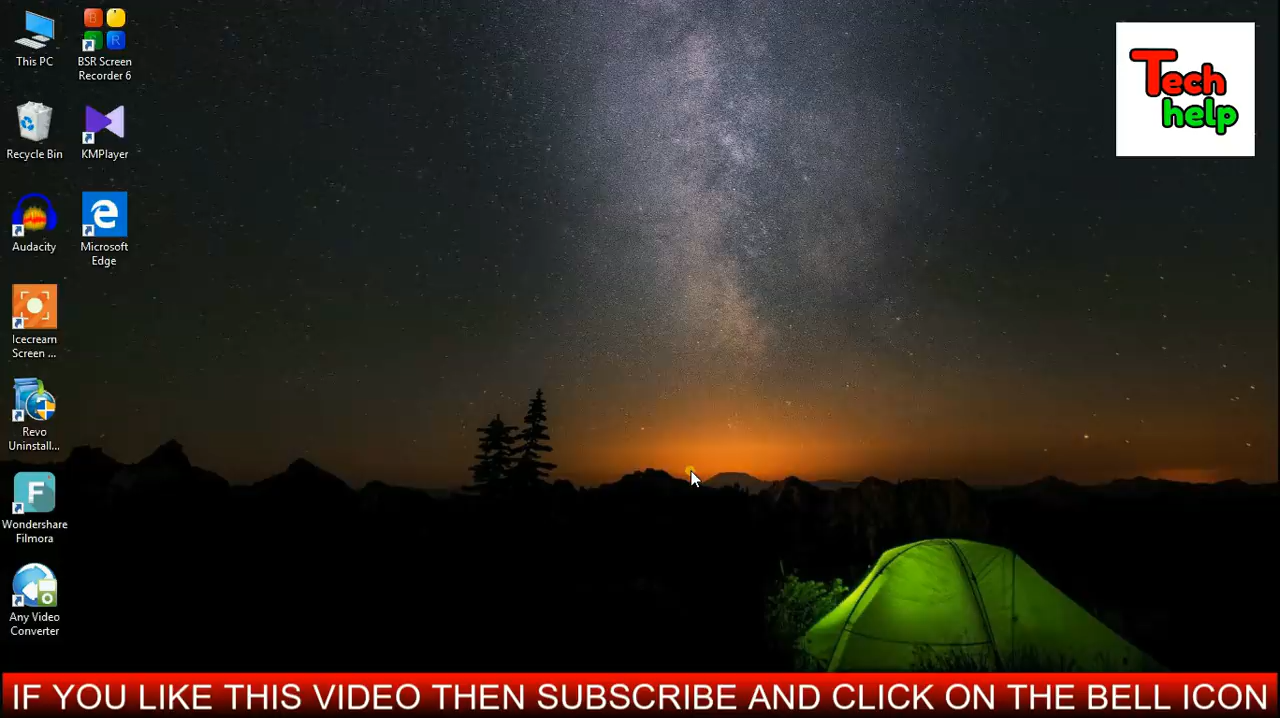 This PC
BSR Screen
Recorder 6
Tech
help
Recycle Bin
KMPlayer
Audacity
Microsoft
Edge
Icecream
Screen ...
Revo
Uninstall...
Wondershare
Filmora
Any Video
Converter
IF YOU LIKE THIS VIDEO THEN SUBSCRIBE AND CLICK ON THE BELL ICON